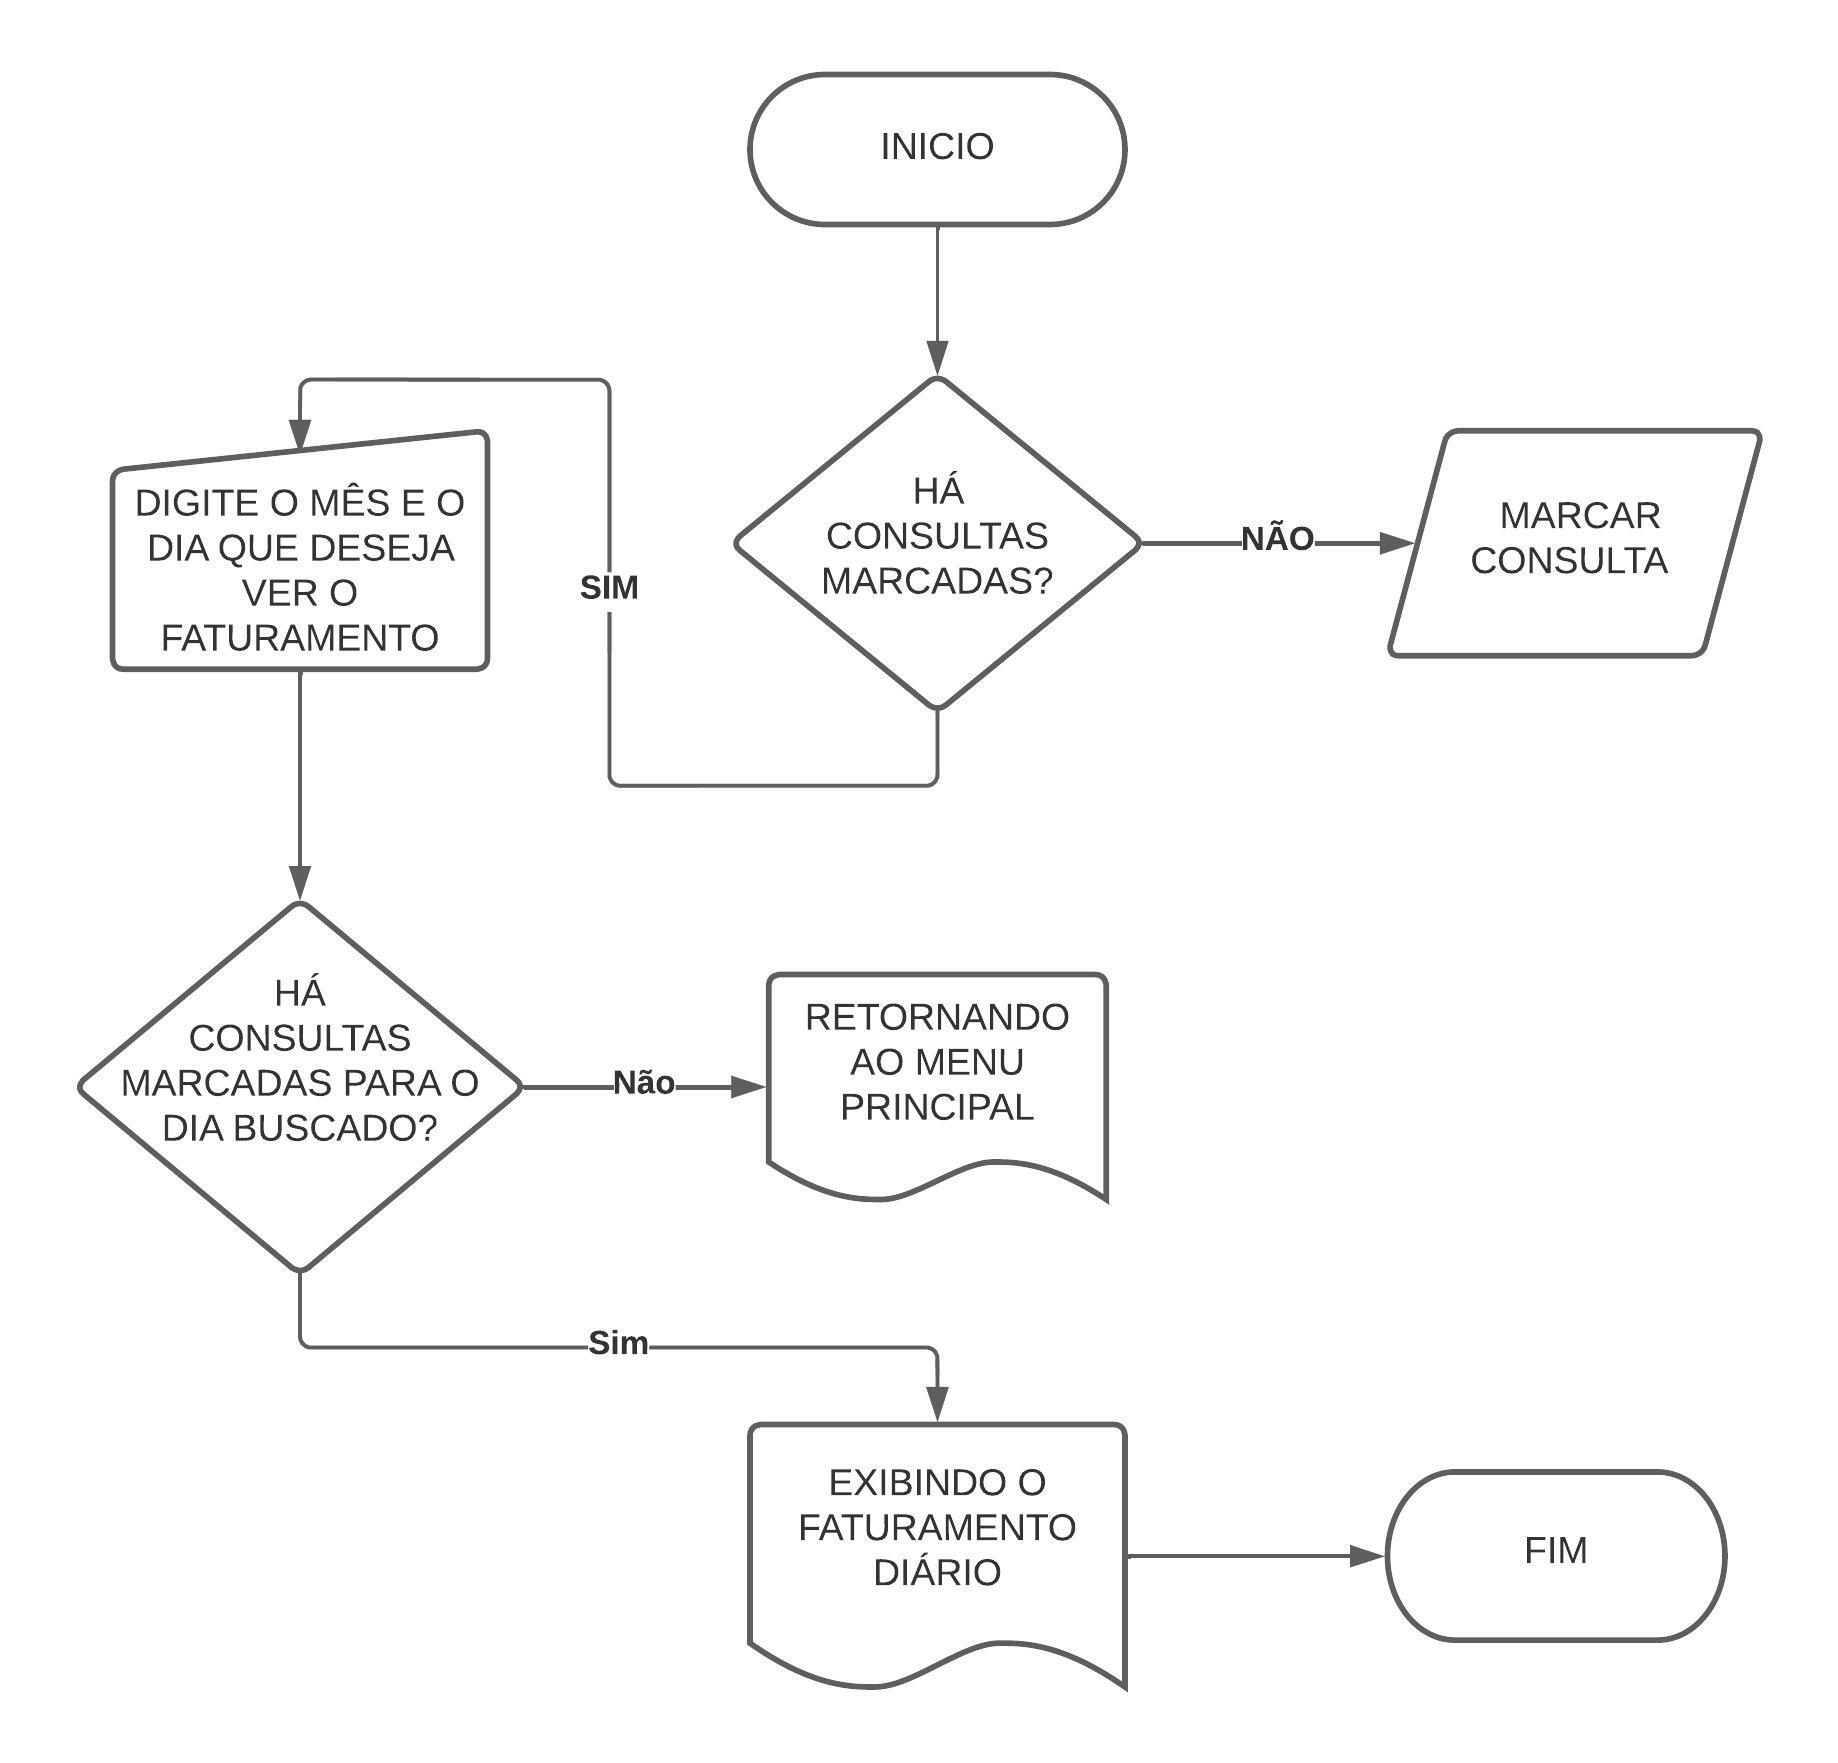 INICIO
HÁ
CONSULTAS
MARCADAS?
NÃO
MARCAR
CONSULTA
SIM
DIGITE O MÊS E O
DIA QUE DESEJA
VER O
FATURAMENTO
HÁ
CONSULTAS
MARCADAS PARA O
DIA BUSCADO?
Não
RETORNANDO
AO MENU
PRINCIPAL
Sim
EXIBINDO O
FATURAMENTO
DIÁRIO
FIM